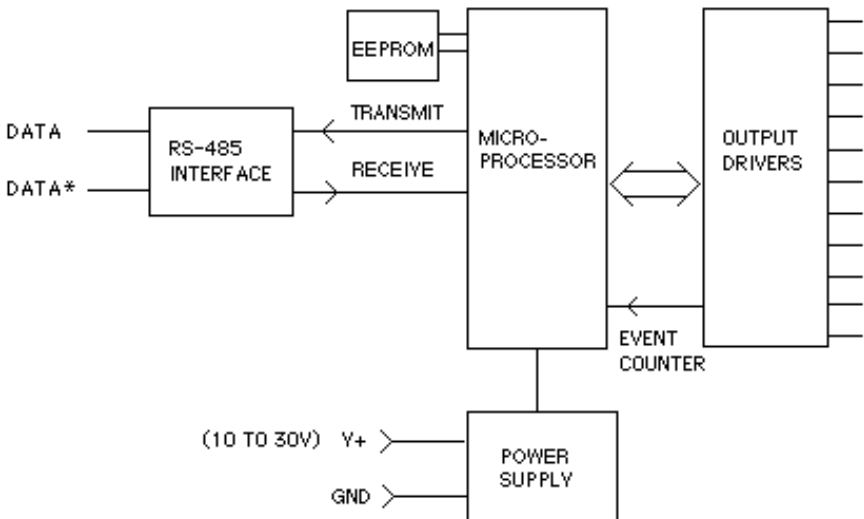 EEPROM
DATA
DATA*
RS-485
INTERFACE
TRANSMIT
RECEIVE
MICRO-
PROCESSOR
OUTPUT
DRIVERS
EVENT
COUNTER
(10 TO 30V) V+
GND
POWER
SUPPLY